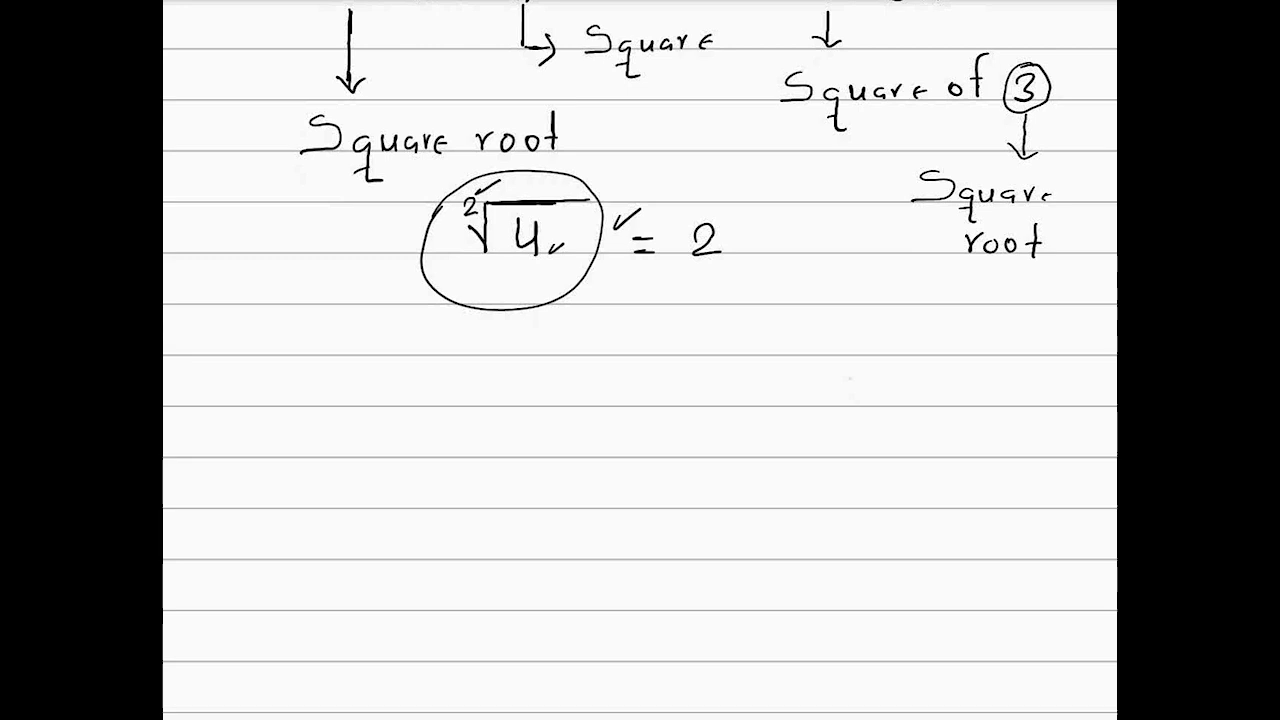 Square
Square of 3
Square root
Square
root
²√4 = 2